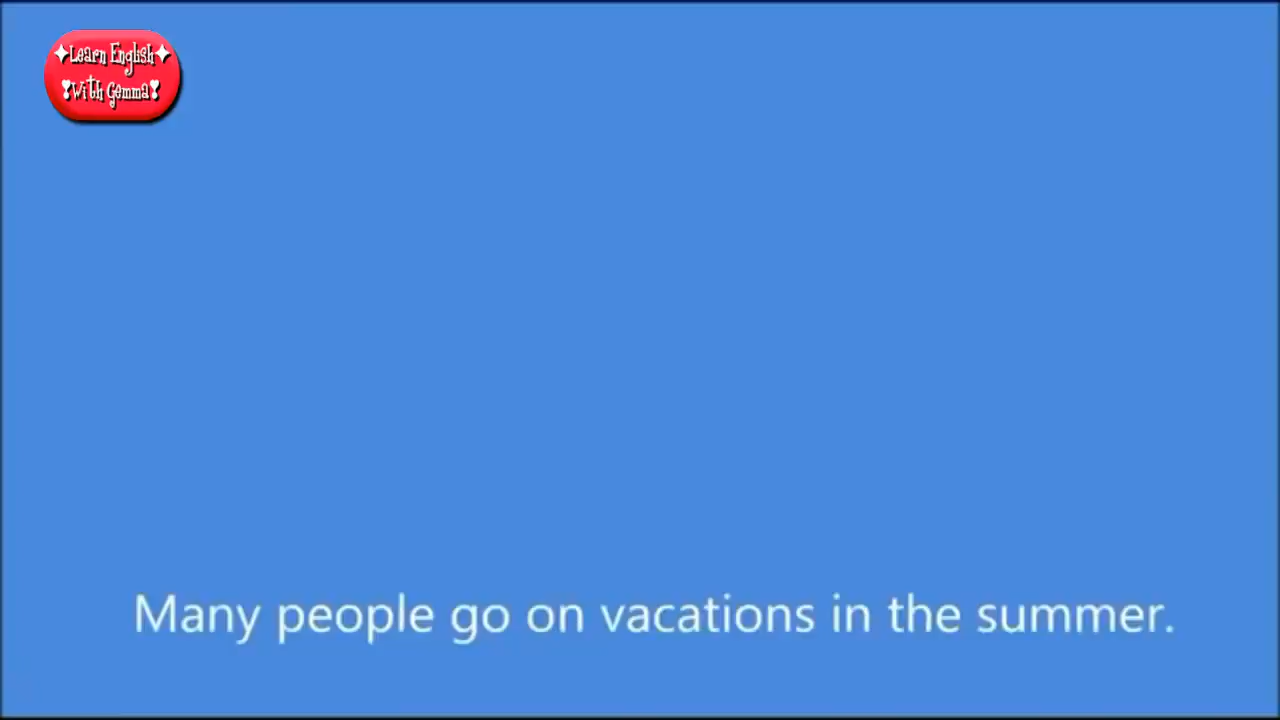 Learn English
With Gemma
Many people go on vacations in the summer.